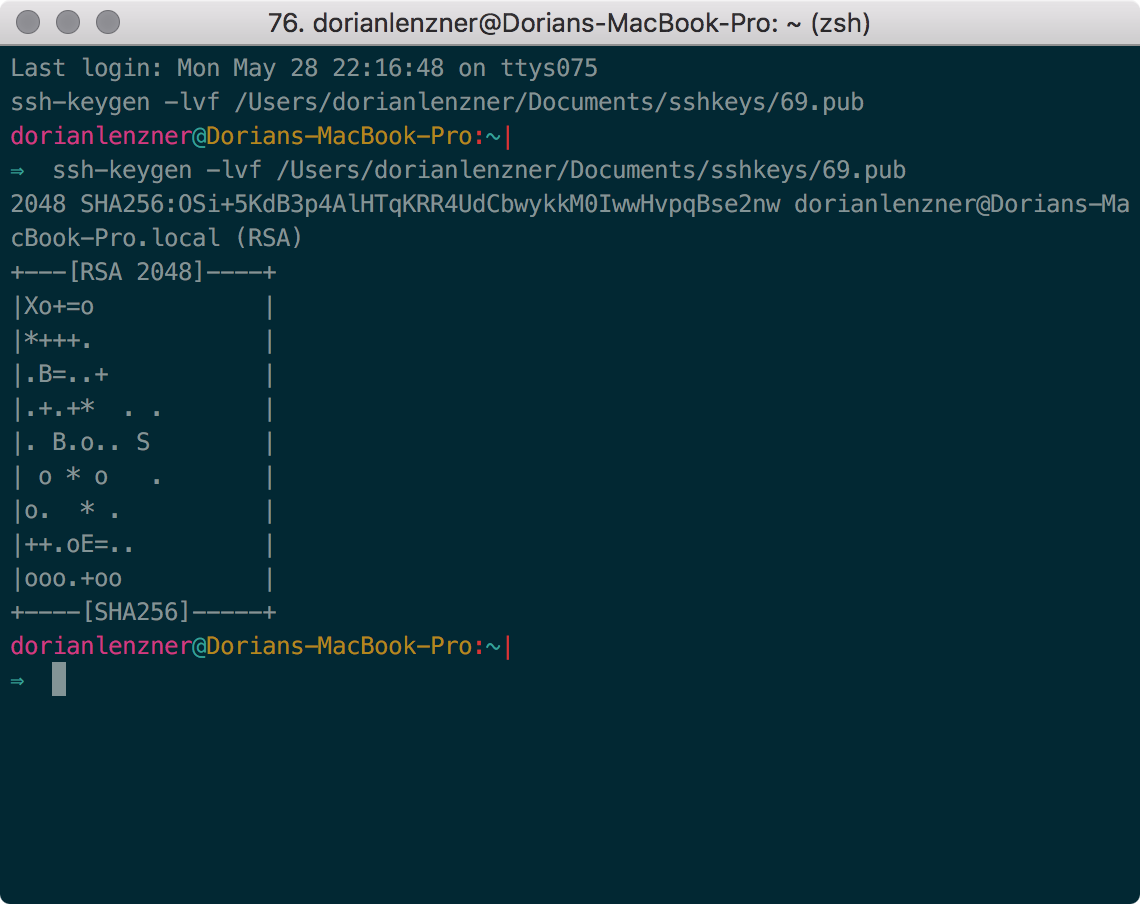 76. dorianlenzner@Dorians-MacBook-Pro: ~ (zsh)
Last login: Mon May 28 22:16:48 on ttys075
ssh-keygen -lvf /Users/dorianlenzner/Documents/sshkeys/69.pub
dorianlenzner@Dorians-MacBook-Pro:~|
⇒  ssh-keygen -lvf /Users/dorianlenzner/Documents/sshkeys/69.pub
2048 SHA256:OSi+5KdB3p4AlHTqKRR4UdCbwykkM0IwwHvpqBse2nw dorianlenzner@Dorians-Ma
cBook-Pro.local (RSA)
+---[RSA 2048]----+
|Xo+=o            |
|*+++.            |
|.B=..+           |
|.+.+*  . .       |
|. B.o.. S        |
| o * o   .       |
|o.  * .          |
|++.oE=..         |
|ooo.+oo          |
+----[SHA256]-----+
dorianlenzner@Dorians-MacBook-Pro:~|
⇒